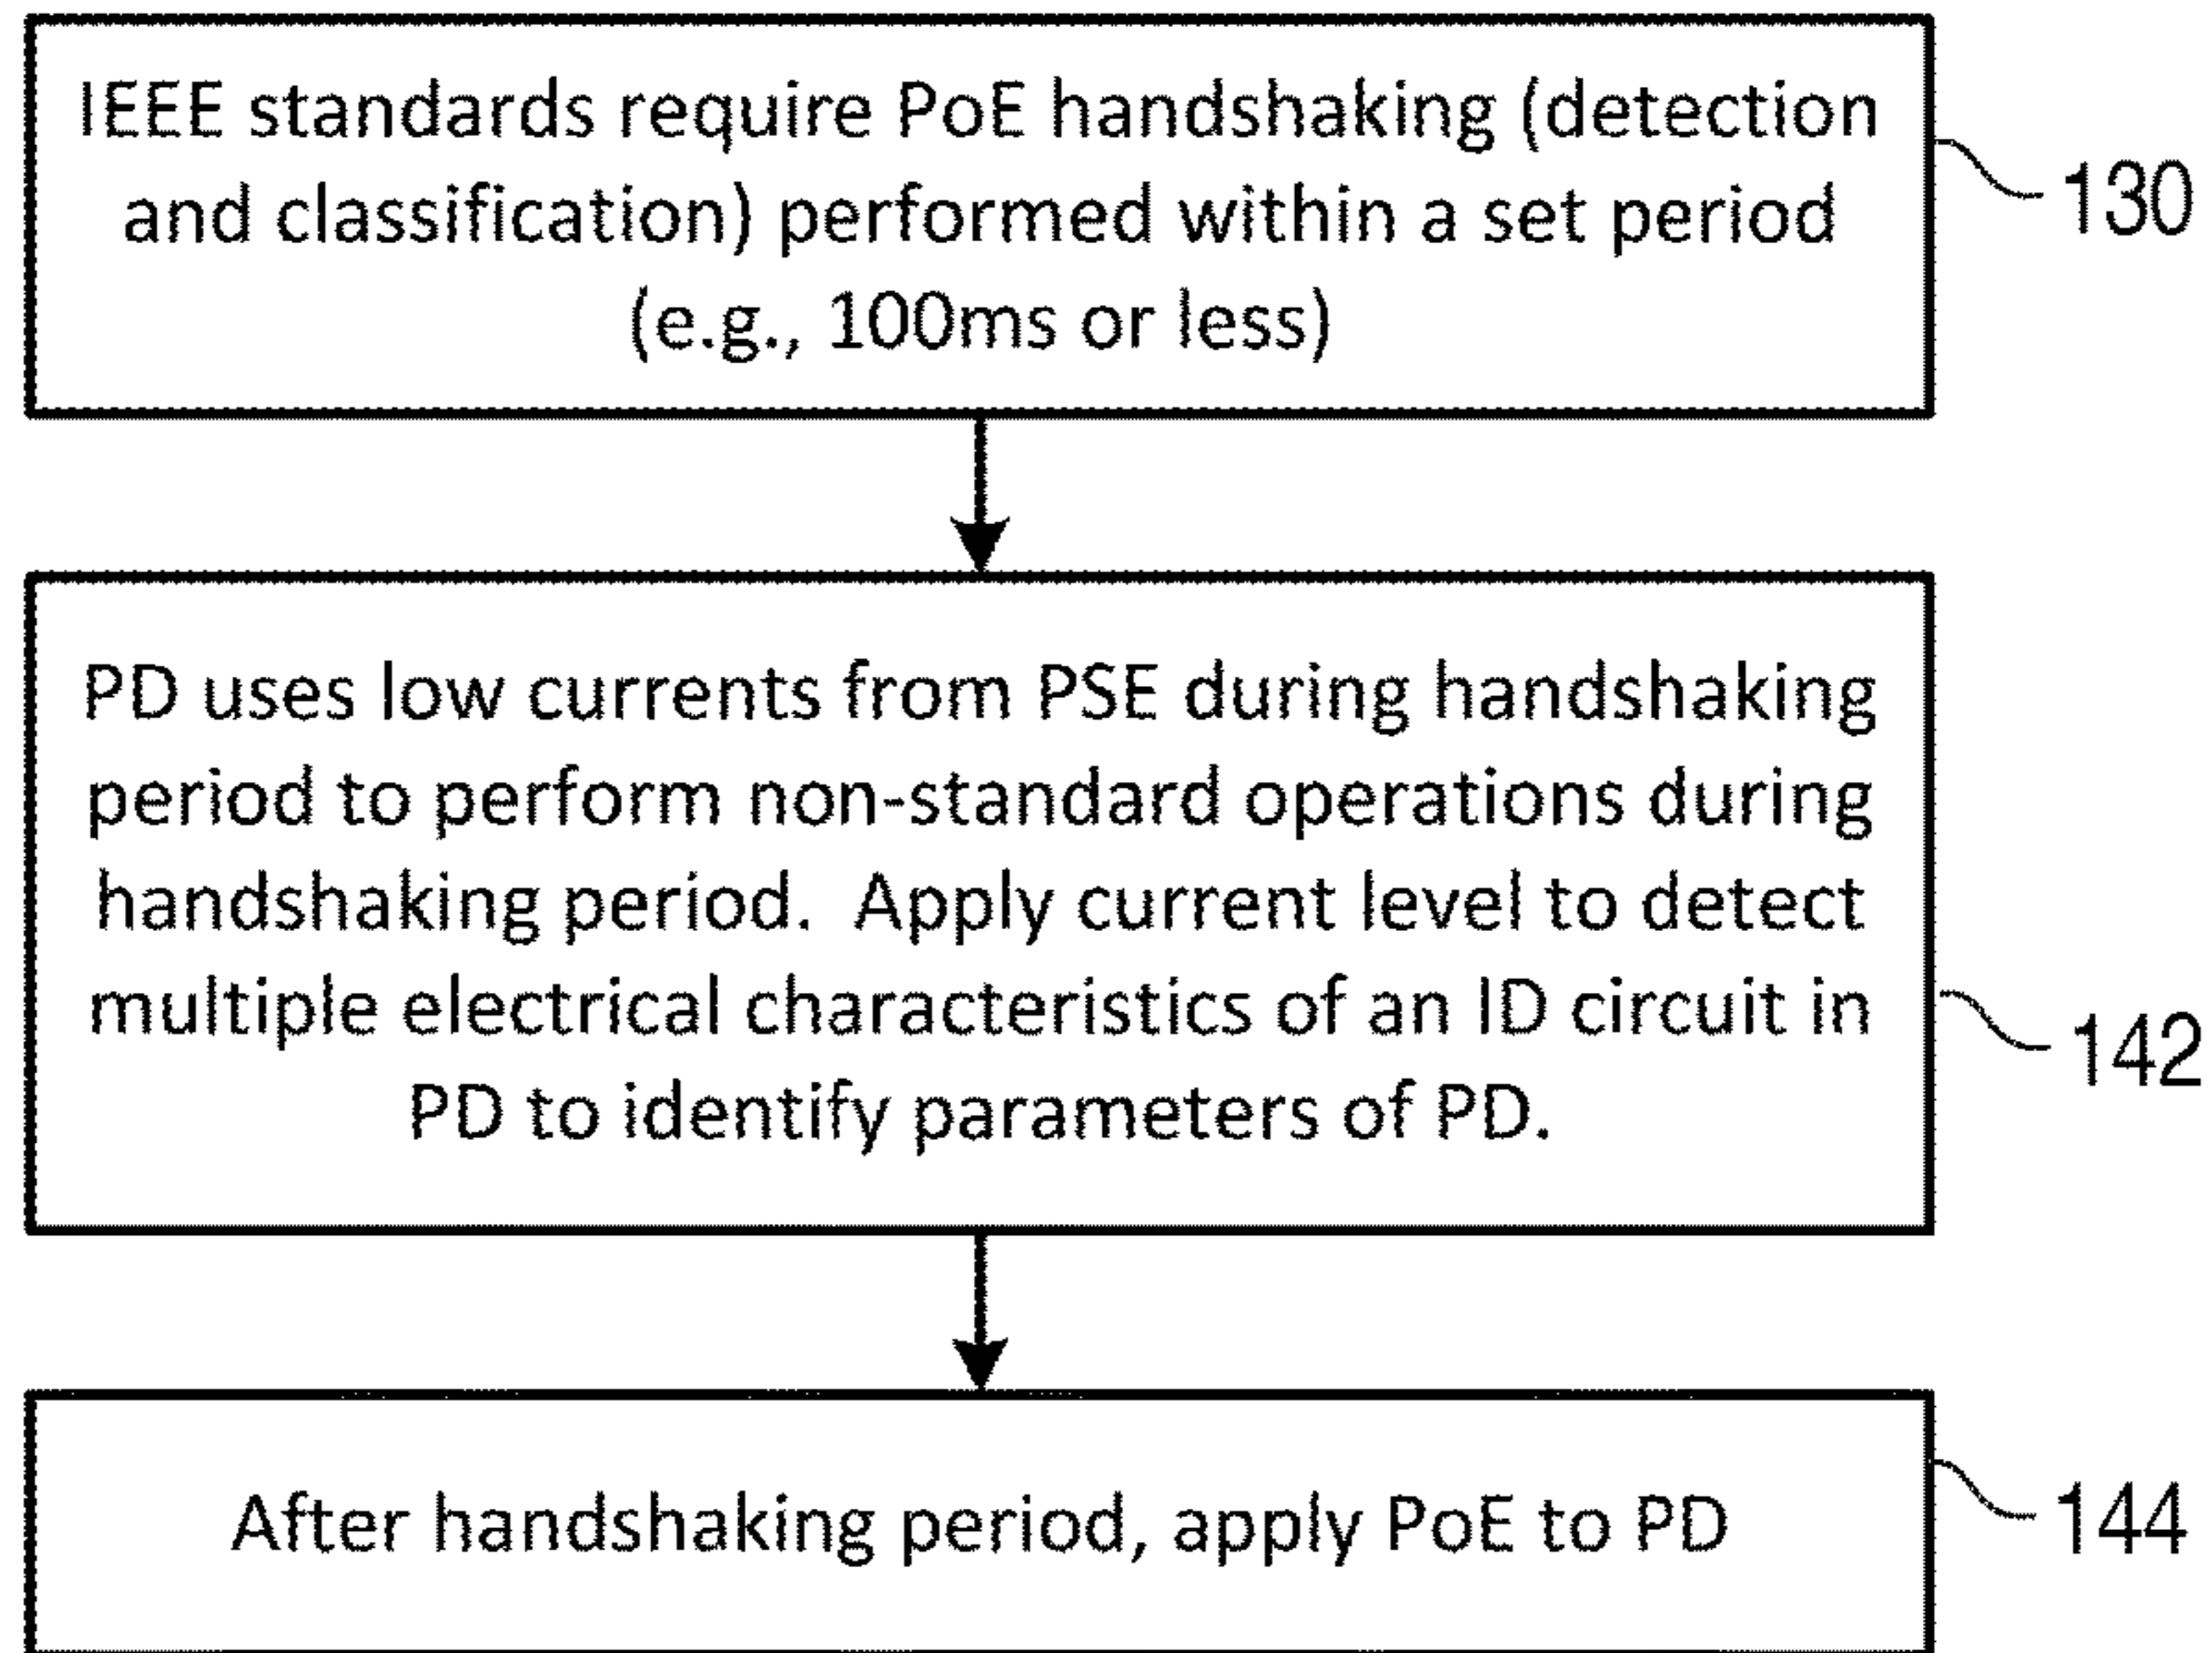 IEEE standards require PoE handshaking (detection
and classification) performed within a set period
(e.g., 100ms or less)
130
PD uses low currents from PSE during handshaking
period to perform non-standard operations during
handshaking period. Apply current level to detect
multiple electrical characteristics of an ID circuit in
PD to identify parameters of PD.
142
After handshaking period, apply PoE to PD
144